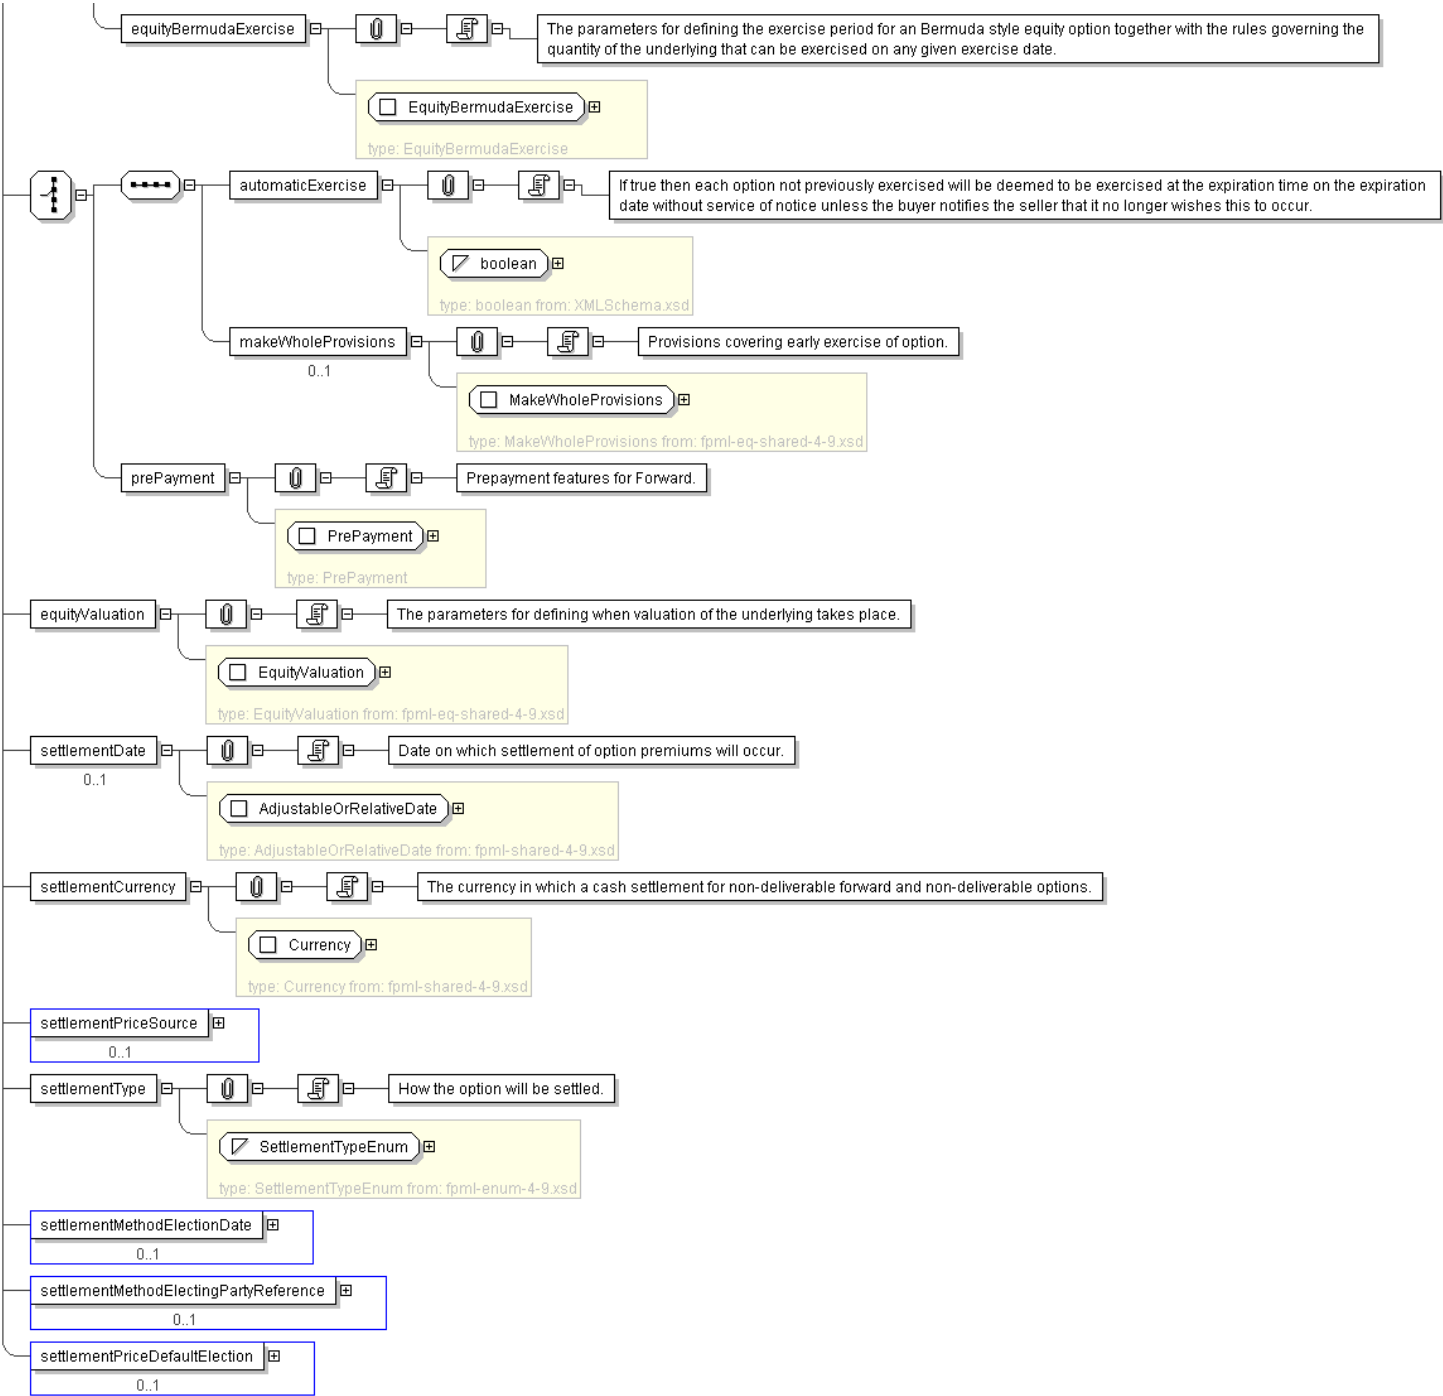 equityBermudaExercise
The parameters for defining the exercise period for an Bermuda style equity option together with the rules governing the
quantity of the underlying that can be exercised on any given exercise date.
EquityBermudaExercise
type: EquityBermudaExercise
automaticExercise
If true then each option not previously exercised will be deemed to be exercised at the expiration time on the expiration
date without service of notice unless the buyer notifies the seller that it no longer wishes this to occur.
boolean
type: boolean from: XMLSchema.xsd
makeWholeProvisions
Provisions covering early exercise of option.
0..1
MakeWholeProvisions
type: MakeWholeProvisions from: fpml-eq-shared-4-9.xsd
prePayment
Prepayment features for Forward.
PrePayment
type: PrePayment
equityValuation
The parameters for defining when valuation of the underlying takes place.
EquityValuation
type: EquityValuation from: fpml-eq-shared-4-9.xsd
settlementDate
Date on which settlement of option premiums will occur.
0..1
AdjustableOrRelativeDate
type: AdjustableOrRelativeDate from: fpml-shared-4-9.xsd
settlementCurrency
The currency in which a cash settlement for non-deliverable forward and non-deliverable options.
Currency
type: Currency from: fpml-shared-4-9.xsd
settlementPriceSource
0..1
settlementType
How the option will be settled.
SettlementTypeEnum
type: SettlementTypeEnum from: fpml-enum-4-9.xsd
settlementMethodElectionDate
0..1
settlementMethodElectingPartyReference
0..1
settlementPriceDefaultElection
0..1